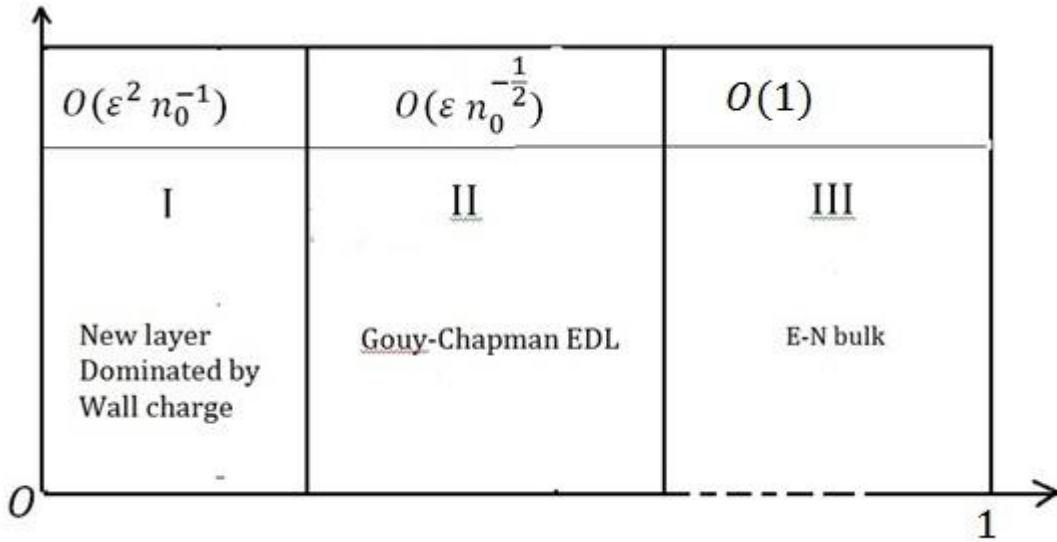 O(ε² n₀⁻¹) O(ε n₀^{-1/2}) O(1)
I II III
New layer
Dominated by
Wall charge
Gouy-Chapman EDL
E-N bulk
O
1